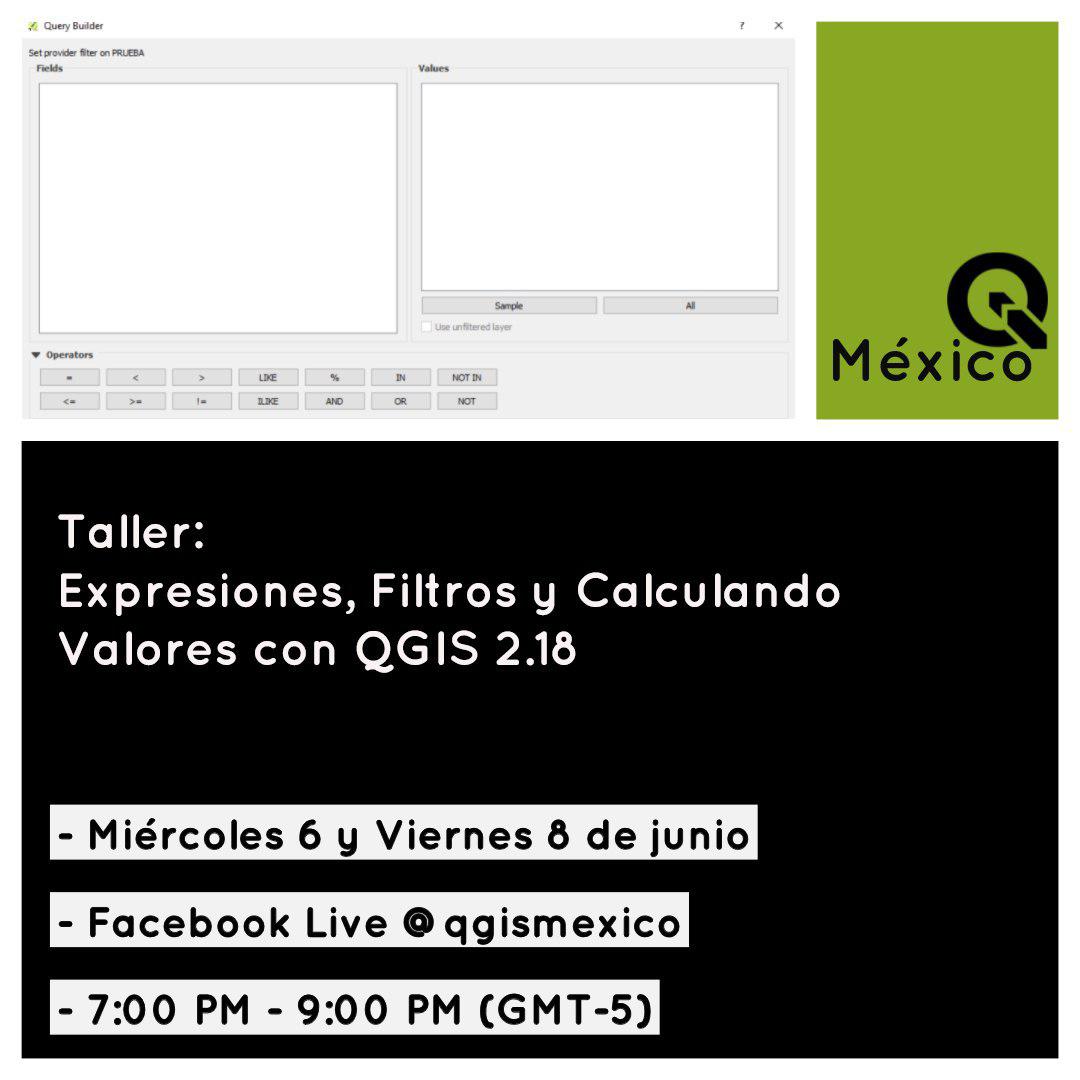 Query Builder
?
Set provider filter on PRUEBA
Fields
Values
Sample
All
Use unfiltered layer
Operators
= < > LIKE % IN NOT IN
<= >= != ILIKE AND OR NOT
México
Taller:
Expresiones, Filtros y Calculando
Valores con QGIS 2.18
- Miércoles 6 y Viernes 8 de junio
- Facebook Live @qgismexico
- 7:00 PM - 9:00 PM (GMT-5)